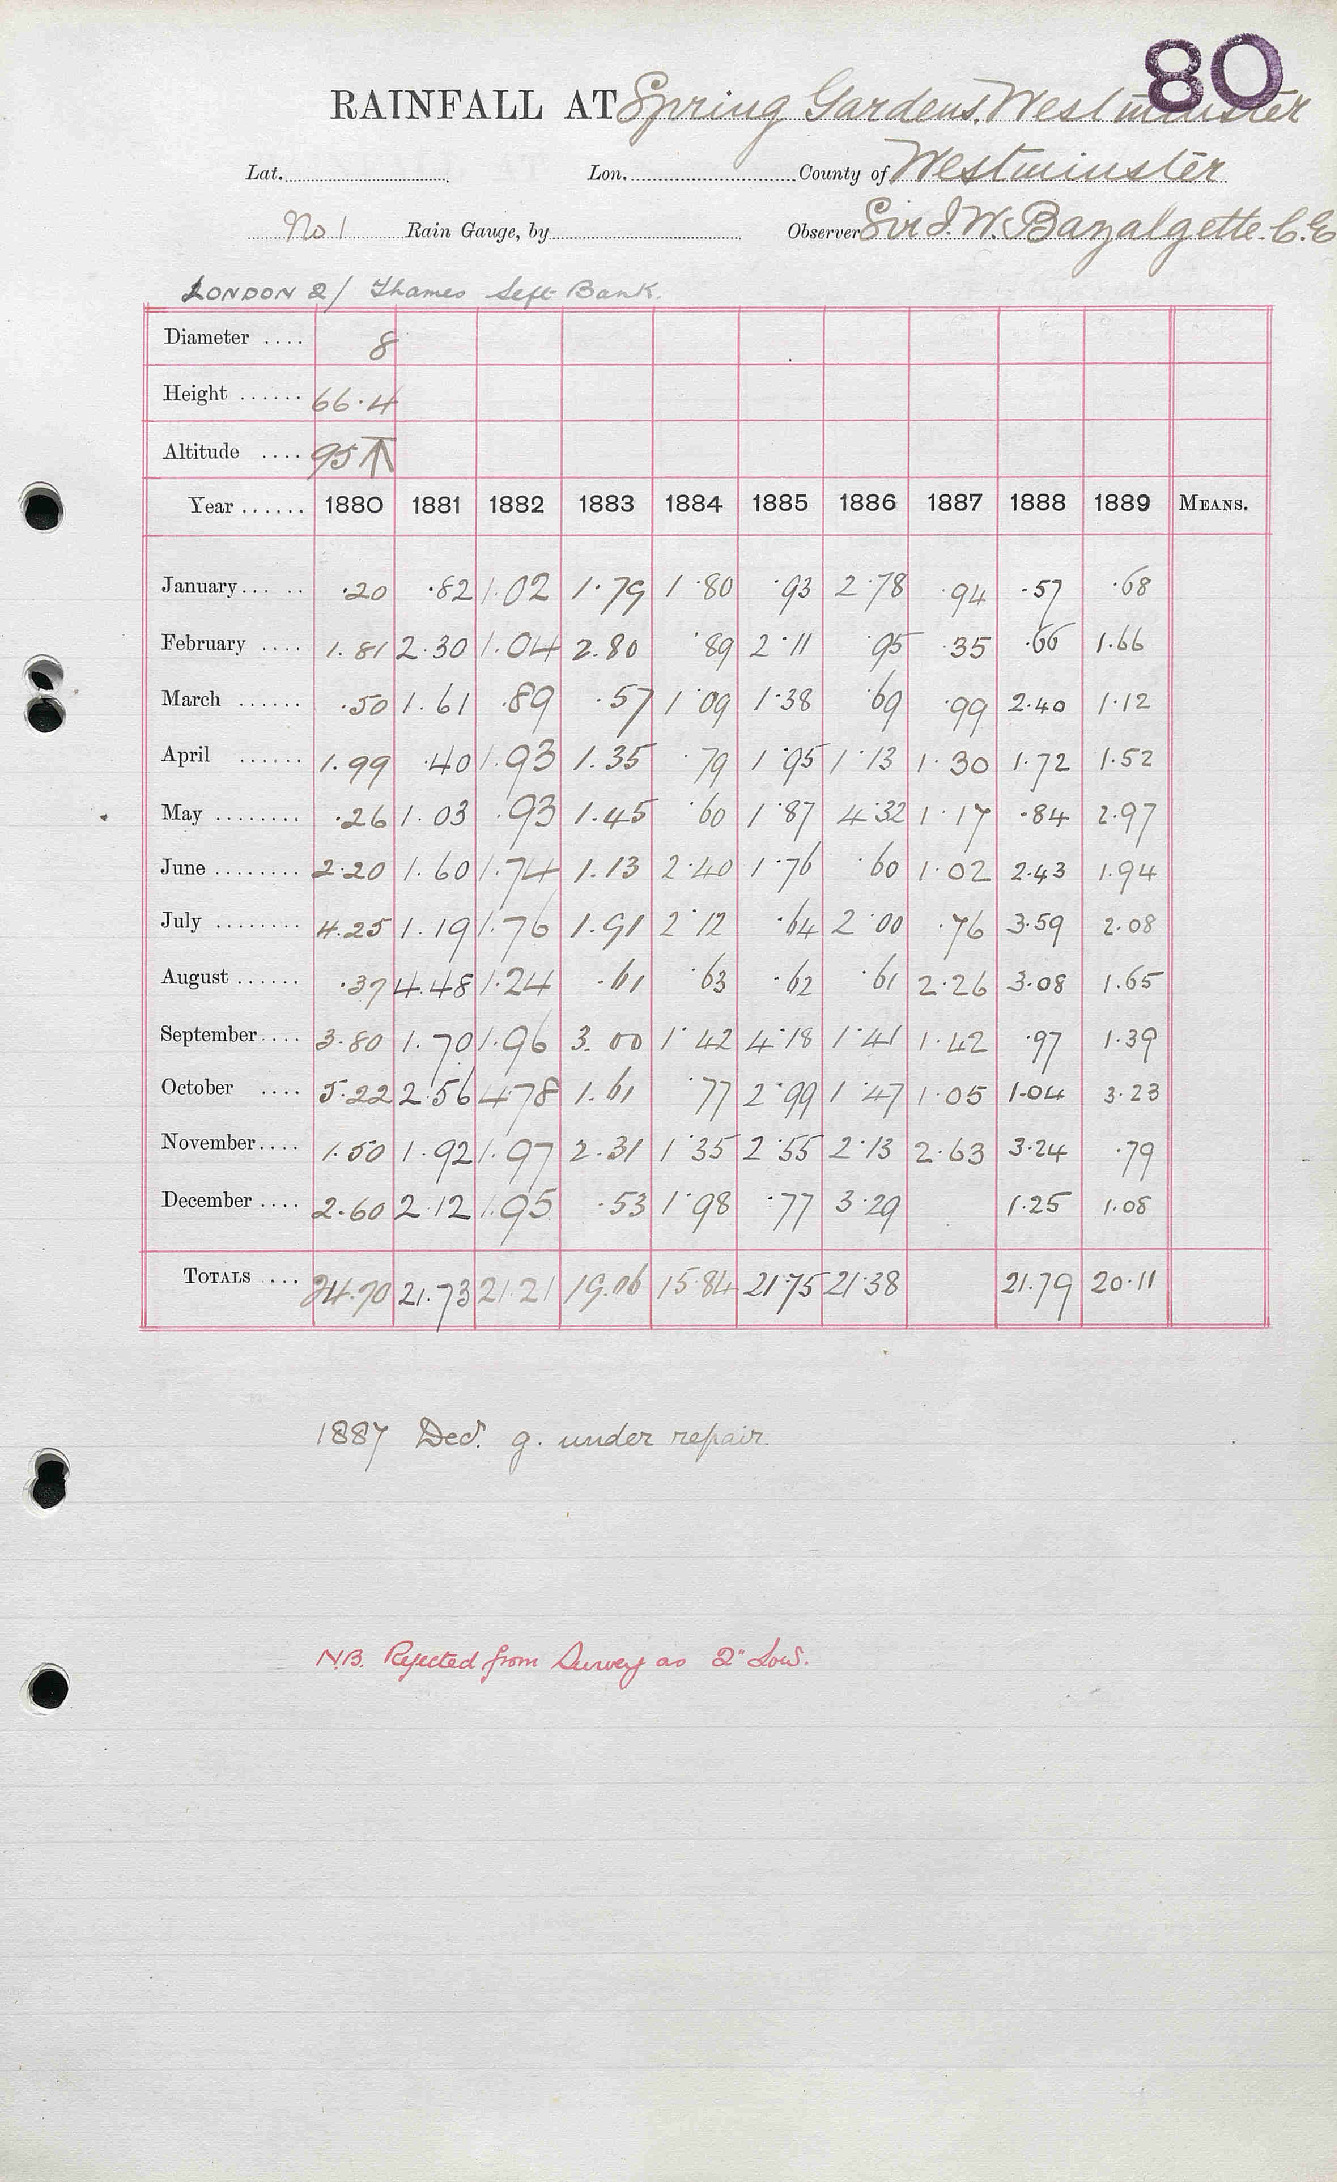 80
RAINFALL AT Spring Gardens, Westminster
Lat. Lon. County of Westminster
No 1 Rain Gauge, by Observer Sir J. W. Bazalgette. C.E
LONDON 2/ Thames Left Bank.
Diameter .... 8
Height ...... 66.4
Altitude .... 95 ↑
Year ...... 1880 1881 1882 1883 1884 1885 1886 1887 1888 1889 MEANS.
January... .. .20 .82 1.02 1.79 1.80 .93 2.78 .94 .57 .68
February .... 1.81 2.30 1.04 2.80 .89 2.11 .95 .35 .66 1.66
March ...... .50 1.61 .89 .57 1.09 1.38 .69 .99 2.40 1.12
April ...... 1.99 .40 1.93 1.35 .79 1.95 1.13 1.30 1.72 1.52
May ........ .26 1.03 .93 1.45 .60 1.87 4.32 1.17 .84 2.97
June ........ 2.20 1.60 1.74 1.13 2.40 1.76 .60 1.02 2.43 1.94
July ........ 4.25 1.19 1.76 1.91 2.12 .64 2.00 .76 3.59 2.08
August ...... .37 4.48 1.24 .61 .63 .62 .61 2.26 3.08 1.65
September.... 3.80 1.70 1.96 3.00 1.42 4.18 1.41 1.42 .97 1.39
October .... 5.22 2.56 4.78 1.61 .77 2.99 1.47 1.05 1.04 3.23
November.... 1.50 1.92 1.97 2.31 1.35 2.55 2.13 2.63 3.24 .79
December .... 2.60 2.12 1.95 .53 1.98 .77 3.29 1.25 1.08
TOTALS ... 24.70 21.73 21.21 19.06 15.84 21.75 21.38 21.79 20.11
1887 Decr. g. under repair
N.B. Rejected from Survey as 2" Low.